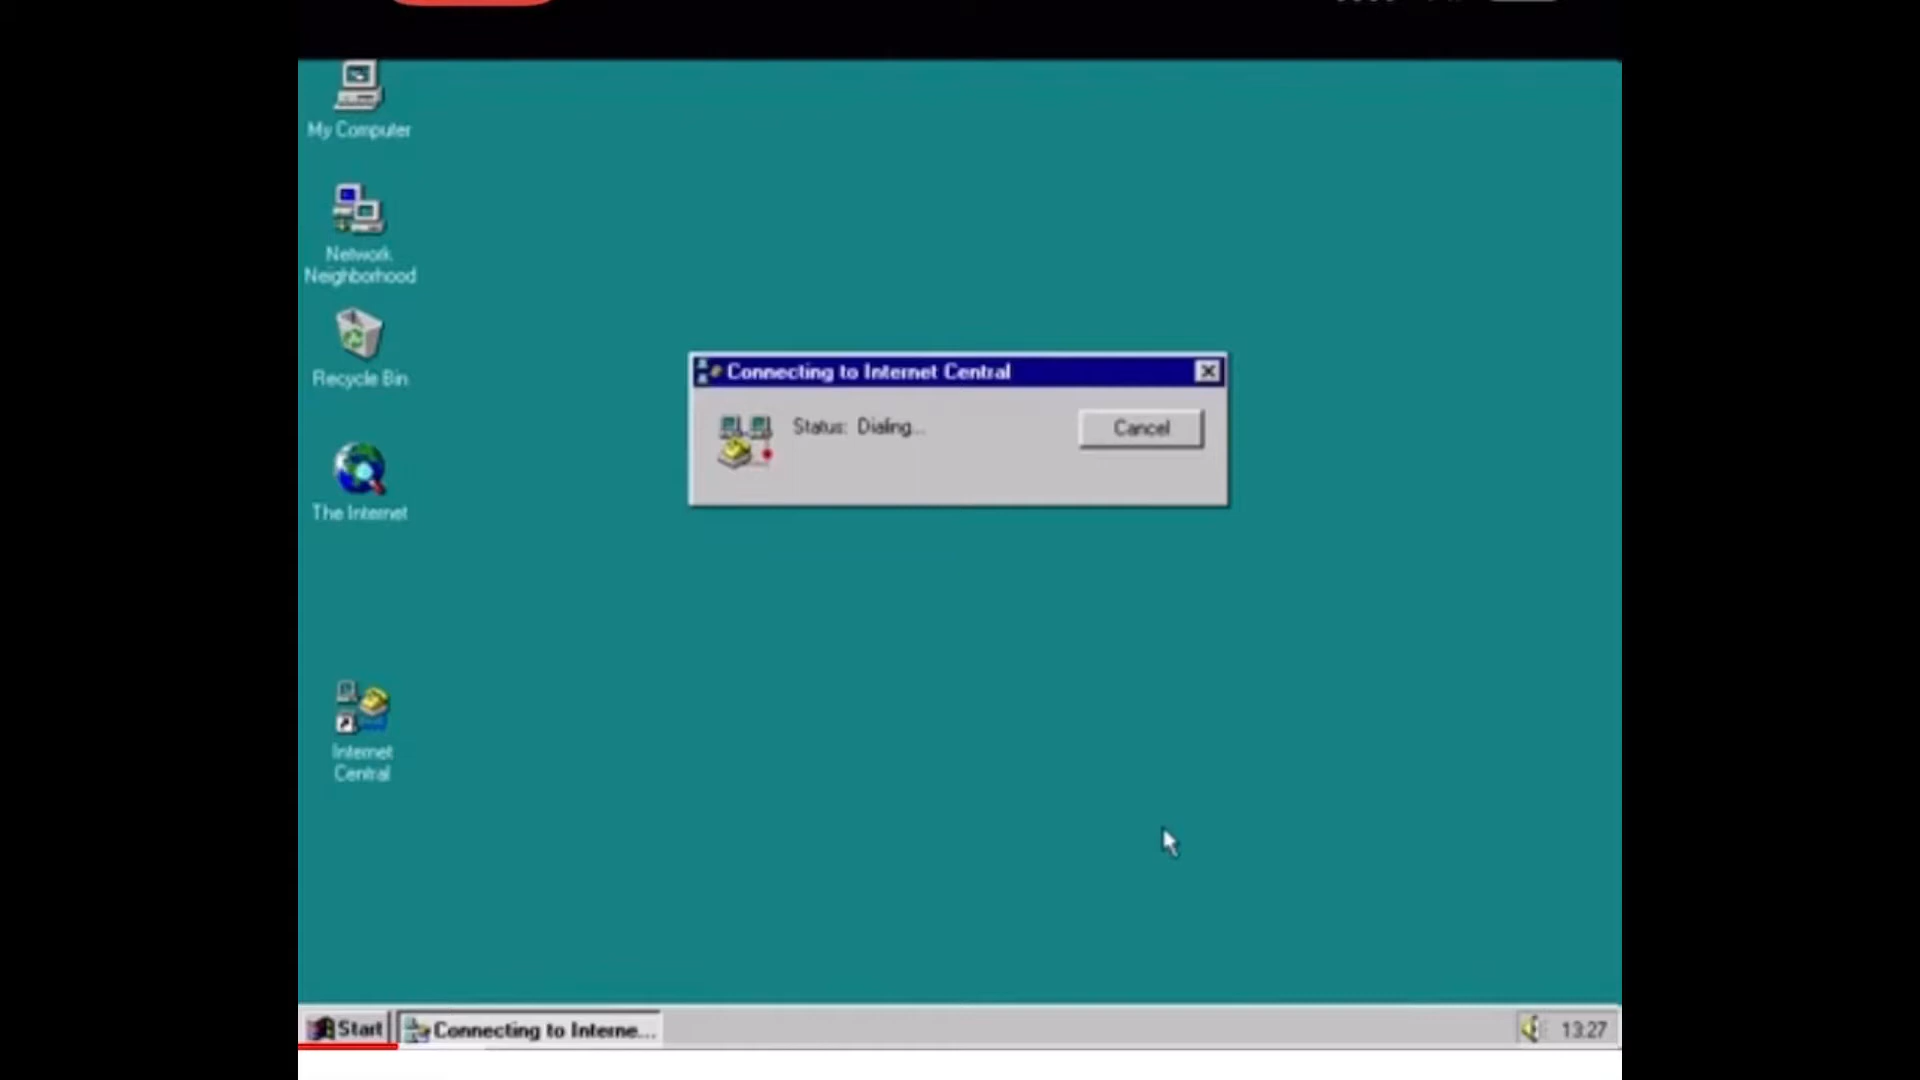 My Computer
Network
Neighborhood
Recycle Bin
The Internet
Internet
Central
Connecting to Internet Central
Status: Dialing...
Cancel
Start
Connecting to Interne...
13:27